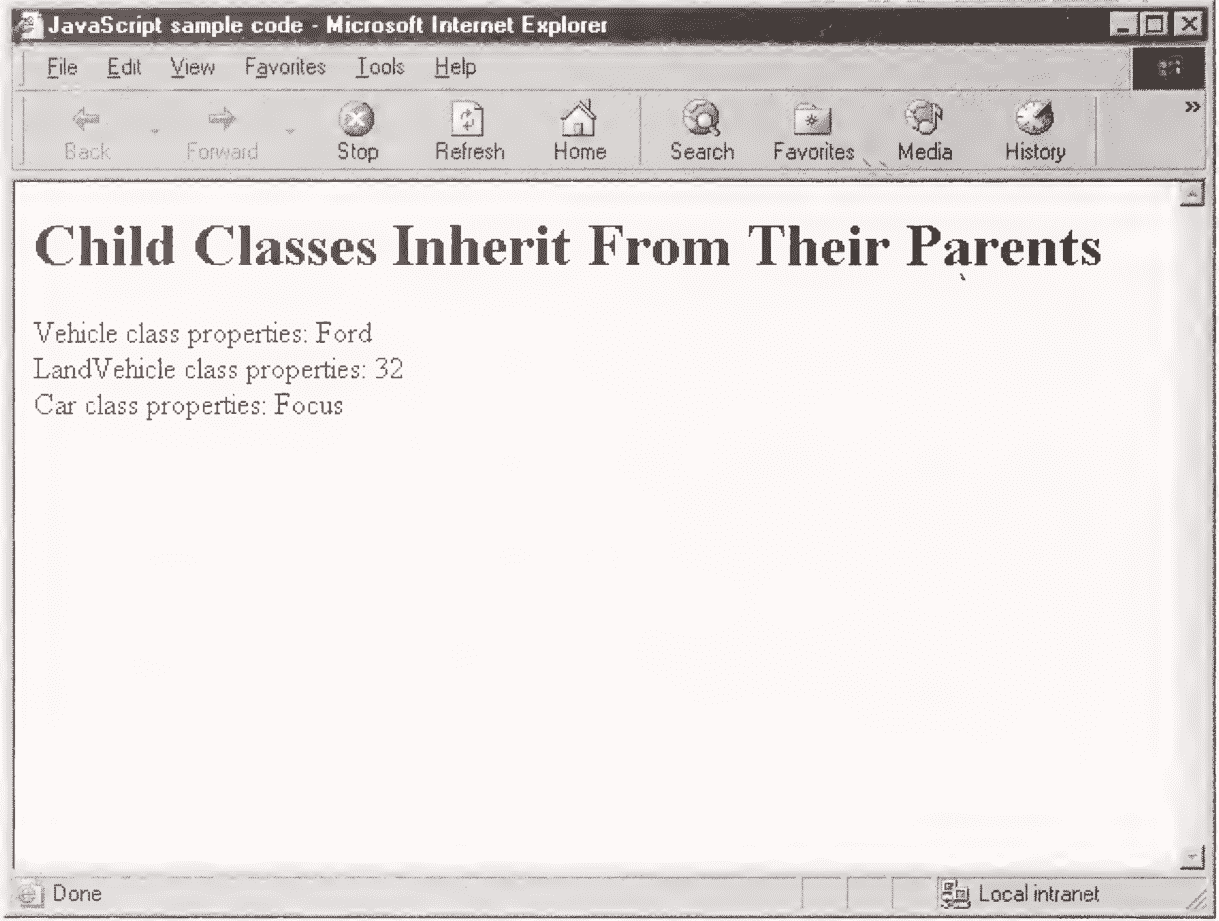 JavaScript sample code - Microsoft Internet Explorer
File Edit View Favorites Tools Help
Back Forward Stop Refresh Home Search Favorites Media History »
Child Classes Inherit From Their Parents
Vehicle class properties: Ford
LandVehicle class properties: 32
Car class properties: Focus
Done Local intranet